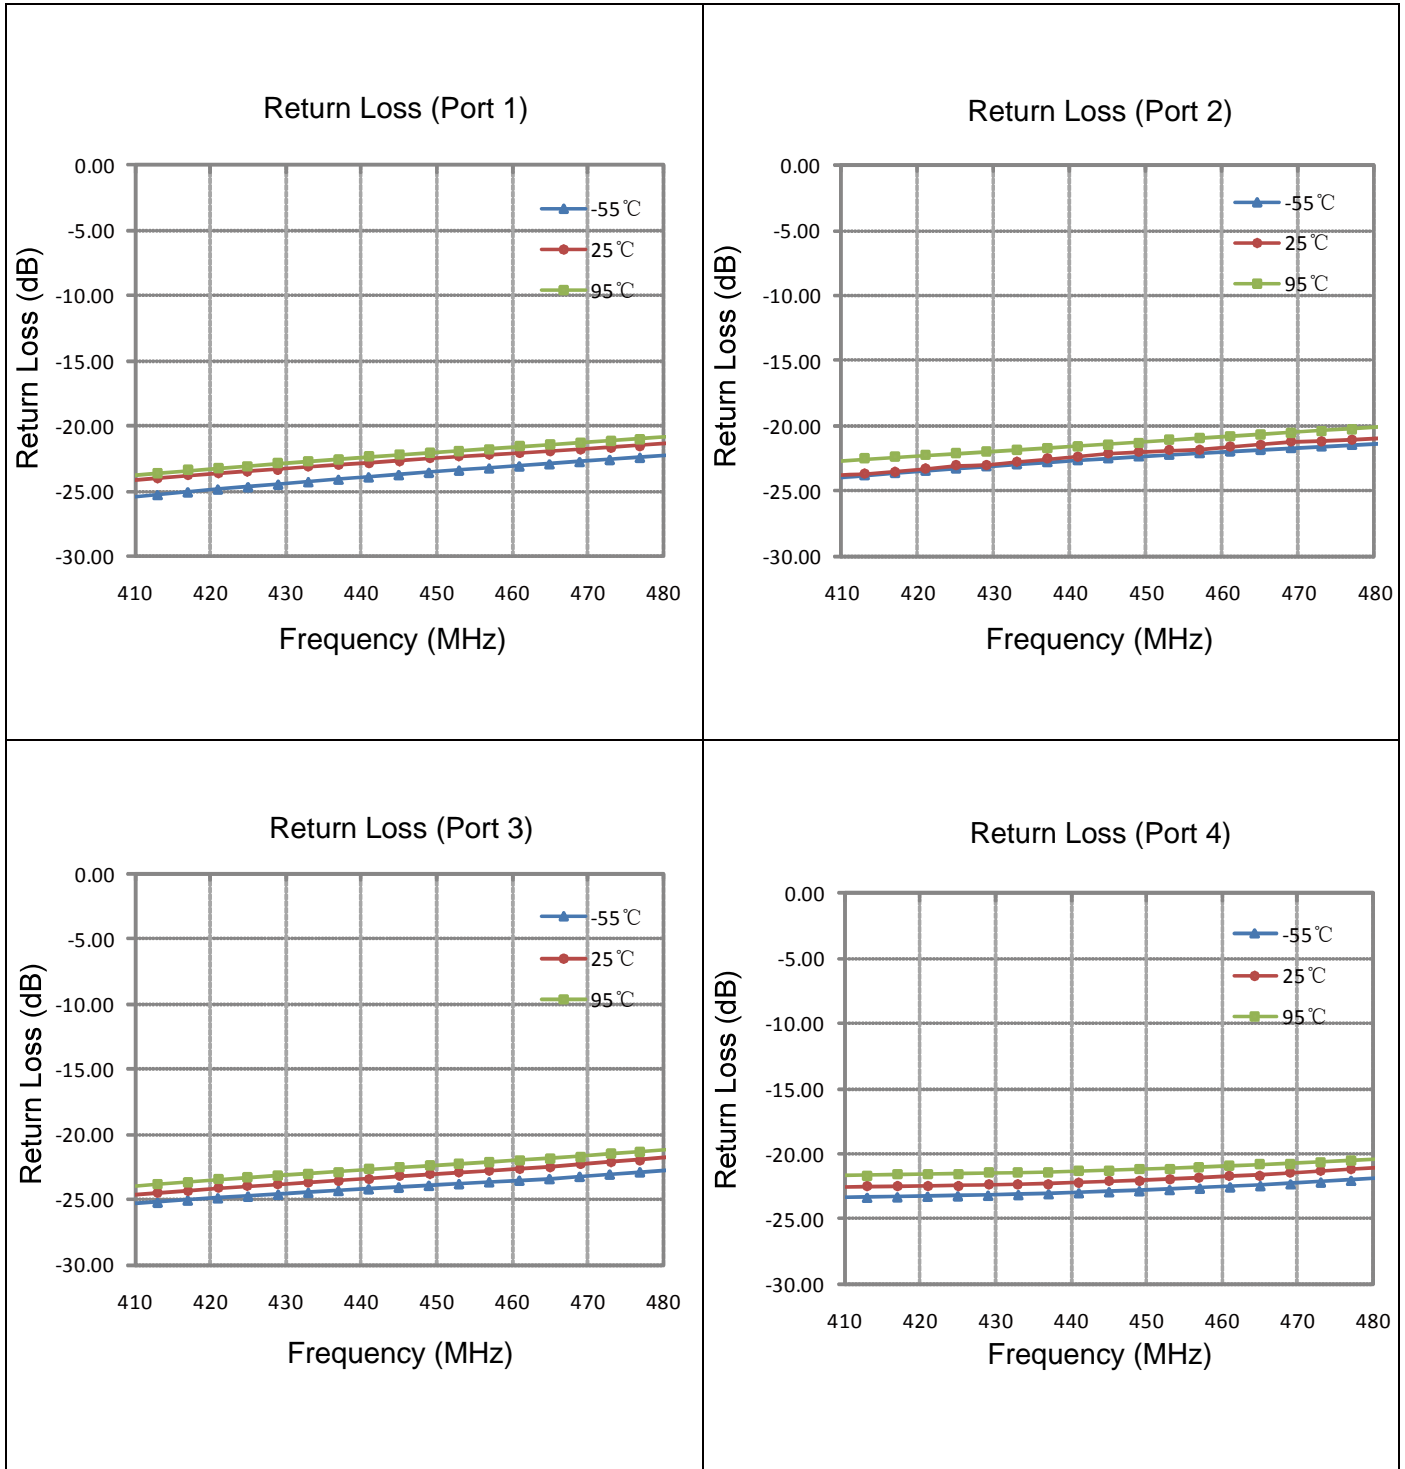 Return Loss (Port 1)
Return Loss (dB)
0.00
-5.00
-10.00
-15.00
-20.00
-25.00
-30.00
-55℃
25℃
95℃
410 420 430 440 450 460 470 480
Frequency (MHz)
Return Loss (Port 2)
Return Loss (dB)
0.00
-5.00
-10.00
-15.00
-20.00
-25.00
-30.00
-55℃
25℃
95℃
410 420 430 440 450 460 470 480
Frequency (MHz)
Return Loss (Port 3)
Return Loss (dB)
0.00
-5.00
-10.00
-15.00
-20.00
-25.00
-30.00
-55℃
25℃
95℃
410 420 430 440 450 460 470 480
Frequency (MHz)
Return Loss (Port 4)
Return Loss (dB)
0.00
-5.00
-10.00
-15.00
-20.00
-25.00
-30.00
-55℃
25℃
95℃
410 420 430 440 450 460 470 480
Frequency (MHz)